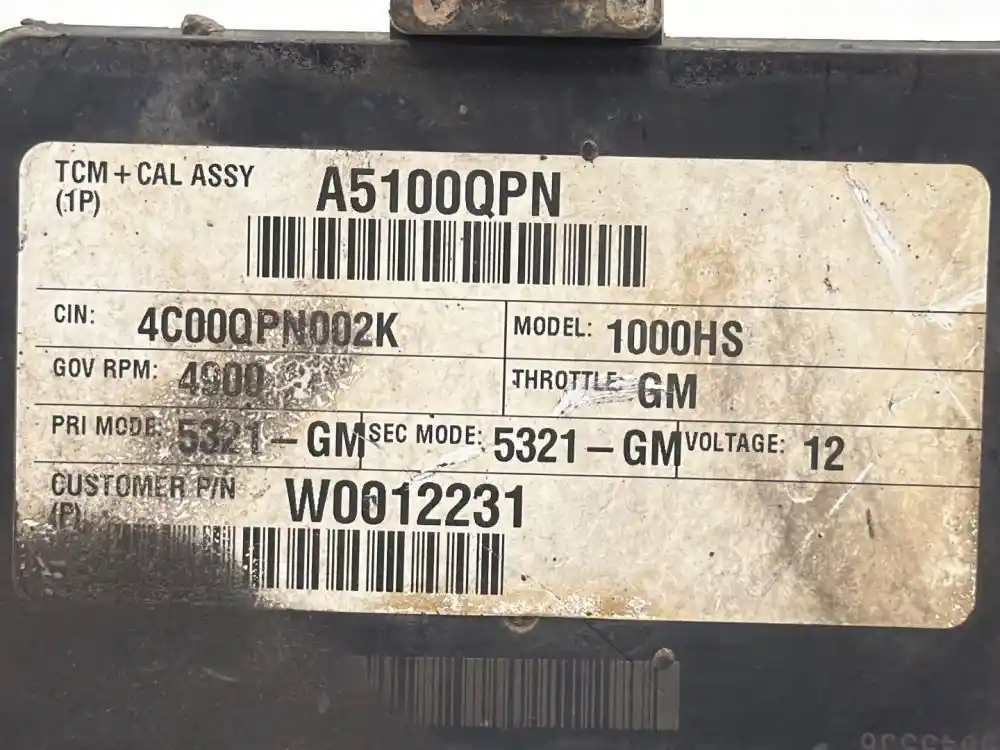 TCM + CAL ASSY A5100QPN
(.1P)
CIN: 4C00QPN002K MODEL: 1000HS
GOV RPM: 4900 THROTTLE: GM
PRI MODE: 5321 – GM SEC MODE: 5321 – GM VOLTAGE: 12
CUSTOMER P/N W0012231
(P)